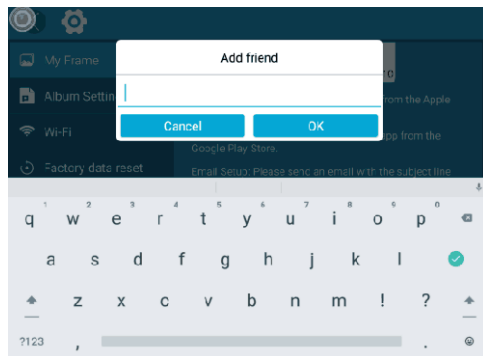 My Frame
Album Settin
Wi-Fi
Factory data reset
Add friend
Cancel OK
from the Apple
pp from the
Google Play Store.
Email Setup: Please send an email with the subject line
1 2 3 4 5 6 7 8 9 0
q w e r t y u i o p
a s d f g h j k l
z x c v b n m ! ?
?123 , .